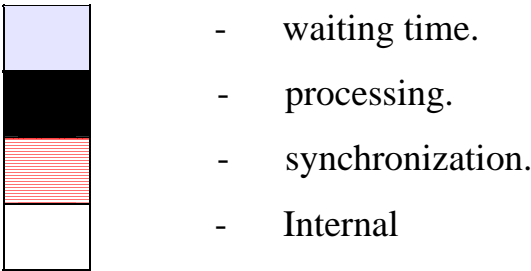 - waiting time.
- processing.
- synchronization.
- Internal